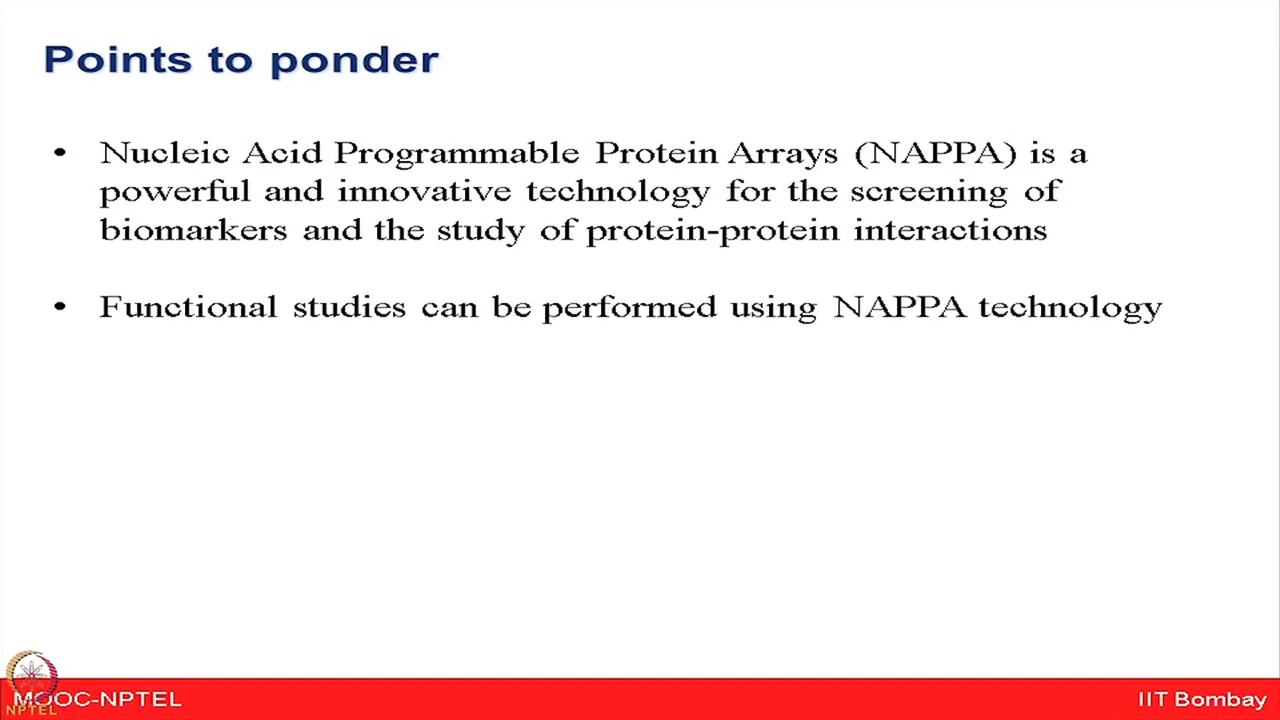 Points to ponder
• Nucleic Acid Programmable Protein Arrays (NAPPA) is a
powerful and innovative technology for the screening of
biomarkers and the study of protein-protein interactions
• Functional studies can be performed using NAPPA technology
MOOC-NPTEL
IIT Bombay
NPTEL